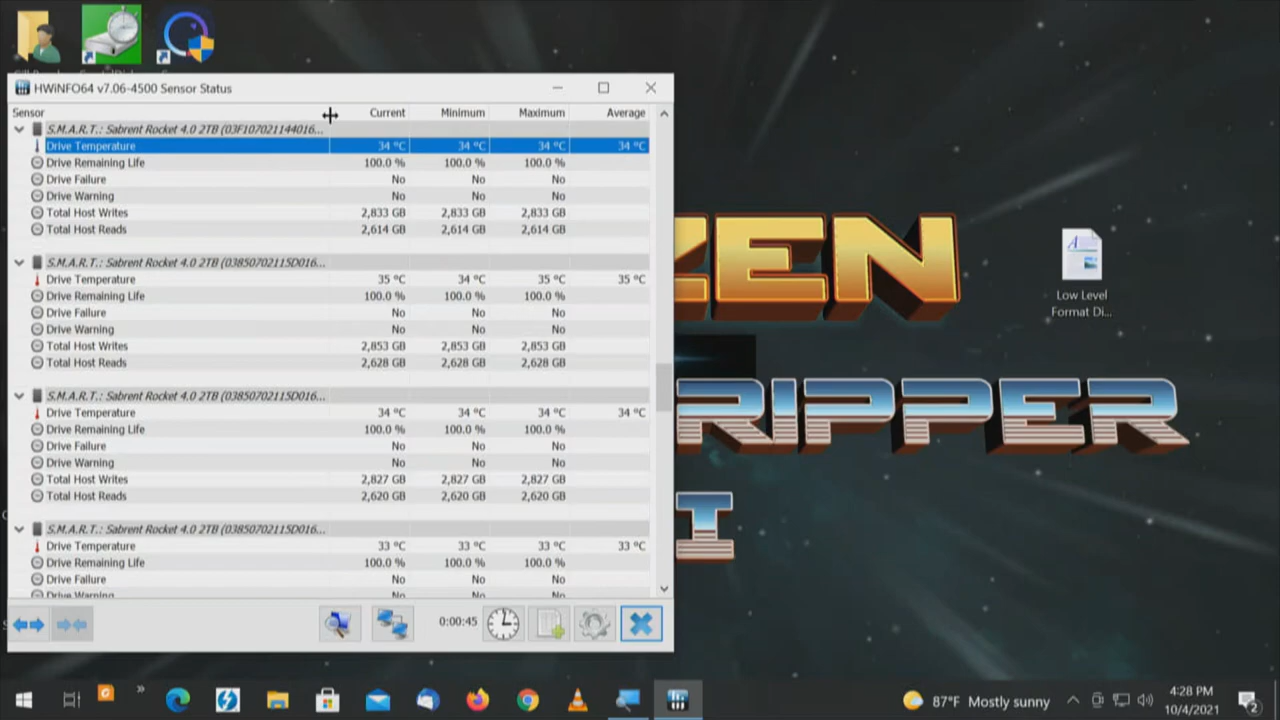 HWiNFO64 v7.06-4500 Sensor Status
Sensor Current Minimum Maximum Average
S.M.A.R.T.: Sabrent Rocket 4.0 2TB (03F107021144016...
Drive Temperature 34 °C 34 °C 34 °C 34 °C
Drive Remaining Life 100.0 % 100.0 % 100.0 %
Drive Failure No No No
Drive Warning No No No
Total Host Writes 2,833 GB 2,833 GB 2,833 GB
Total Host Reads 2,614 GB 2,614 GB 2,614 GB
S.M.A.R.T.: Sabrent Rocket 4.0 2TB (03850702115D016...
Drive Temperature 35 °C 34 °C 35 °C 35 °C
Drive Remaining Life 100.0 % 100.0 % 100.0 %
Drive Failure No No No
Drive Warning No No No
Total Host Writes 2,853 GB 2,853 GB 2,853 GB
Total Host Reads 2,628 GB 2,628 GB 2,628 GB
S.M.A.R.T.: Sabrent Rocket 4.0 2TB (03850702115D016...
Drive Temperature 34 °C 34 °C 34 °C 34 °C
Drive Remaining Life 100.0 % 100.0 % 100.0 %
Drive Failure No No No
Drive Warning No No No
Total Host Writes 2,827 GB 2,827 GB 2,827 GB
Total Host Reads 2,620 GB 2,620 GB 2,620 GB
S.M.A.R.T.: Sabrent Rocket 4.0 2TB (03850702115D016...
Drive Temperature 33 °C 33 °C 33 °C 33 °C
Drive Remaining Life 100.0 % 100.0 % 100.0 %
Drive Failure No No No
Drive Warning No No No
0:00:45
ZEN
RIPPER
I
Low Level
Format Di...
87°F Mostly sunny
4:28 PM
10/4/2021
2